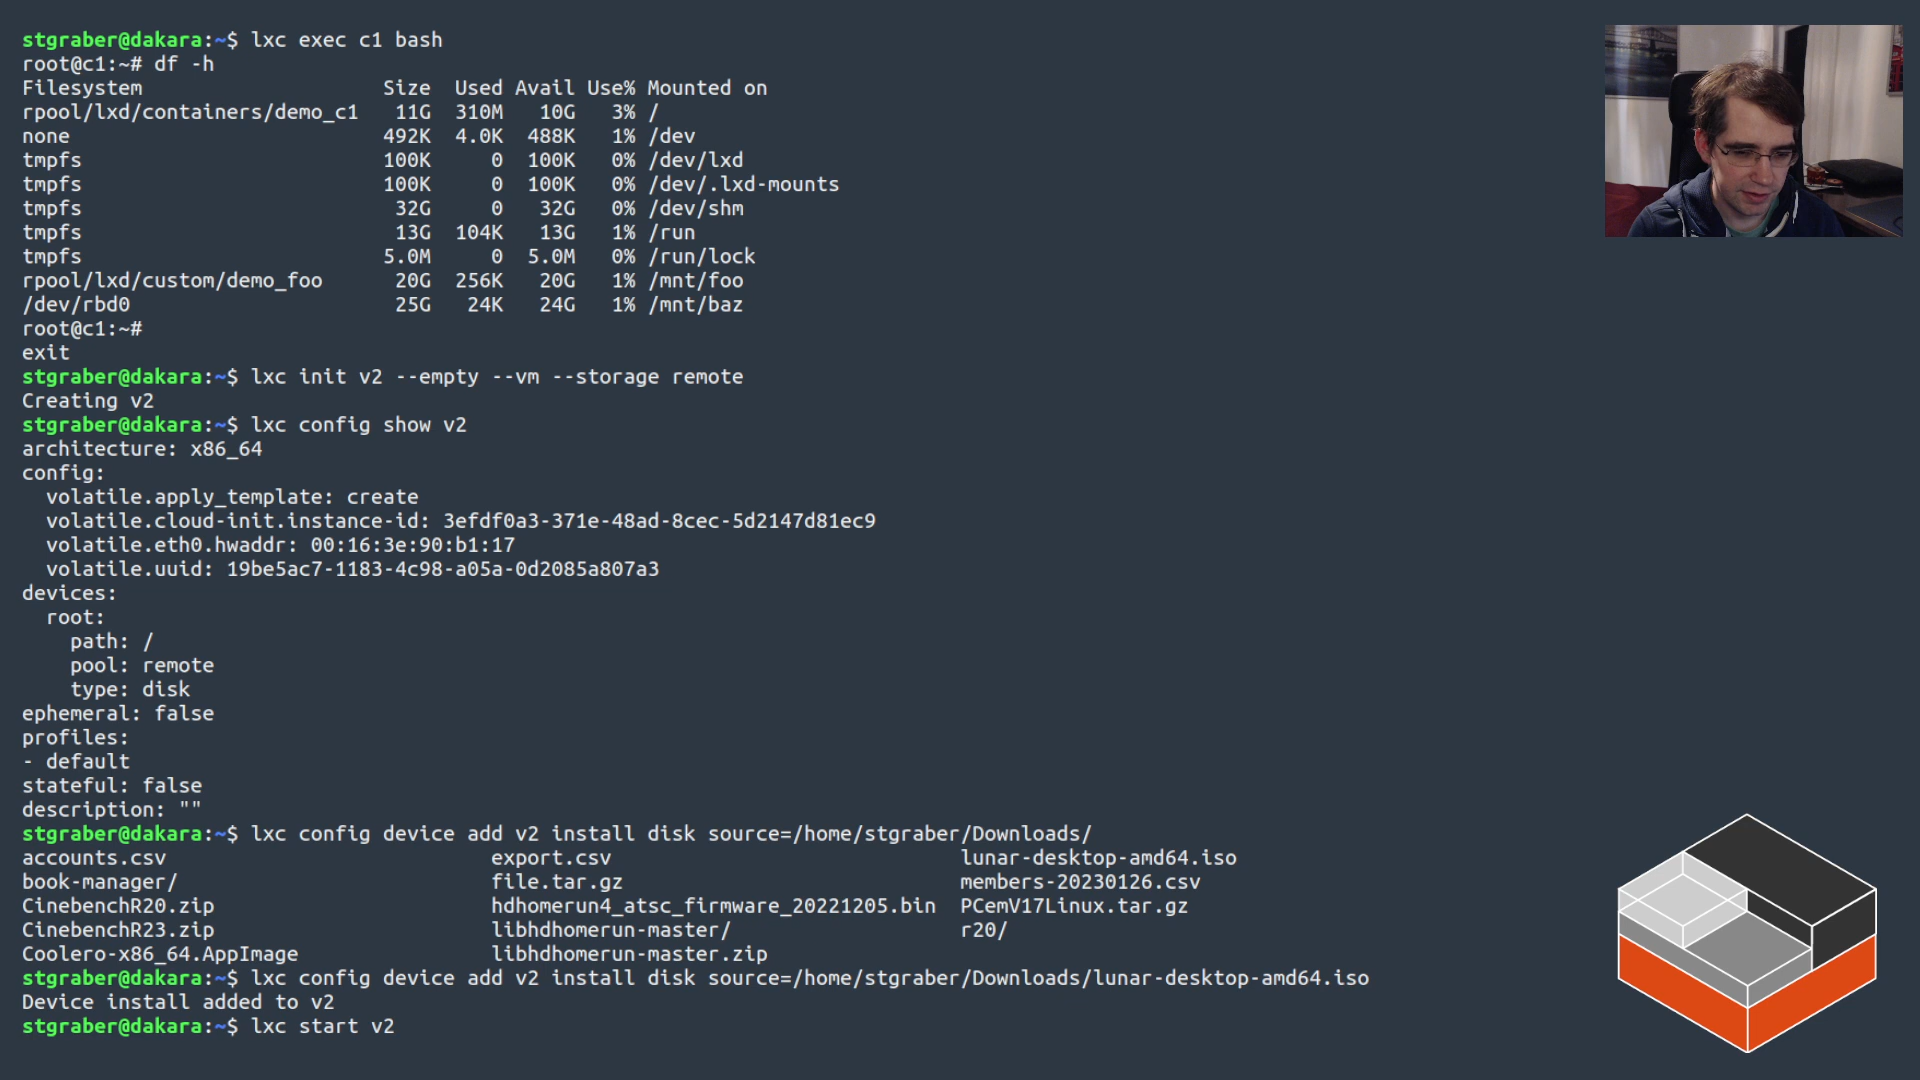 stgraber@dakara:~$ lxc exec c1 bash
root@c1:~# df -h
Filesystem                    Size  Used Avail Use% Mounted on
rpool/lxd/containers/demo_c1   11G  310M   10G   3% /
none                          492K  4.0K  488K   1% /dev
tmpfs                         100K     0  100K   0% /dev/lxd
tmpfs                         100K     0  100K   0% /dev/.lxd-mounts
tmpfs                          32G     0   32G   0% /dev/shm
tmpfs                          13G  104K   13G   1% /run
tmpfs                         5.0M     0  5.0M   0% /run/lock
rpool/lxd/custom/demo_foo      20G  256K   20G   1% /mnt/foo
/dev/rbd0                      25G   24K   24G   1% /mnt/baz
root@c1:~#
exit
stgraber@dakara:~$ lxc init v2 --empty --vm --storage remote
Creating v2
stgraber@dakara:~$ lxc config show v2
architecture: x86_64
config:
  volatile.apply_template: create
  volatile.cloud-init.instance-id: 3efdf0a3-371e-48ad-8cec-5d2147d81ec9
  volatile.eth0.hwaddr: 00:16:3e:90:b1:17
  volatile.uuid: 19be5ac7-1183-4c98-a05a-0d2085a807a3
devices:
  root:
    path: /
    pool: remote
    type: disk
ephemeral: false
profiles:
- default
stateful: false
description: ""
stgraber@dakara:~$ lxc config device add v2 install disk source=/home/stgraber/Downloads/
accounts.csv                           export.csv                             lunar-desktop-amd64.iso
book-manager/                          file.tar.gz                            members-20230126.csv
CinebenchR20.zip                       hdhomerun4_atsc_firmware_20221205.bin  PCemV17Linux.tar.gz
CinebenchR23.zip                       libhdhomerun-master/                   r20/
Coolero-x86_64.AppImage                libhdhomerun-master.zip
stgraber@dakara:~$ lxc config device add v2 install disk source=/home/stgraber/Downloads/lunar-desktop-amd64.iso
Device install added to v2
stgraber@dakara:~$ lxc start v2